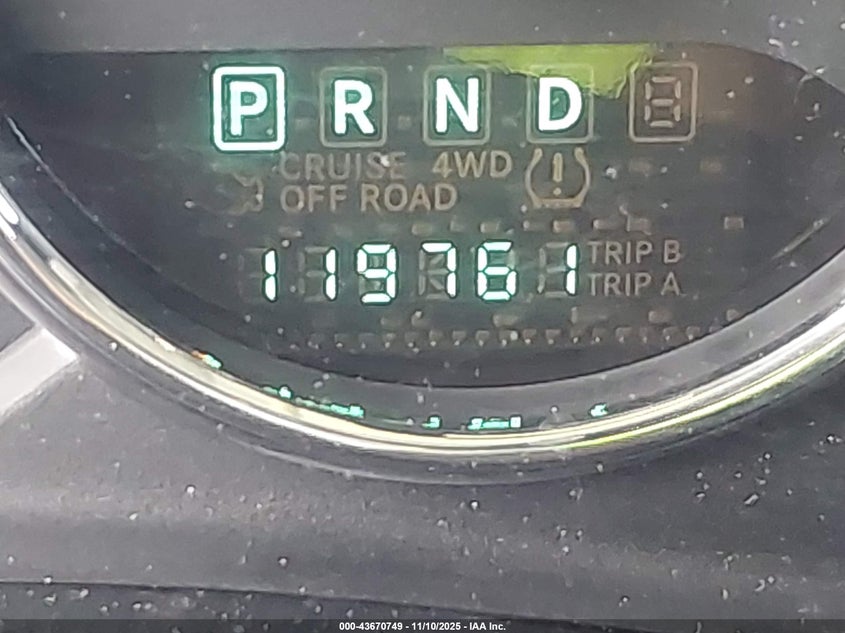 P R N D
CRUISE 4WD
OFF ROAD
119761 TRIP B
TRIP A
000-43670749 - 11/10/2025 - IAA Inc.